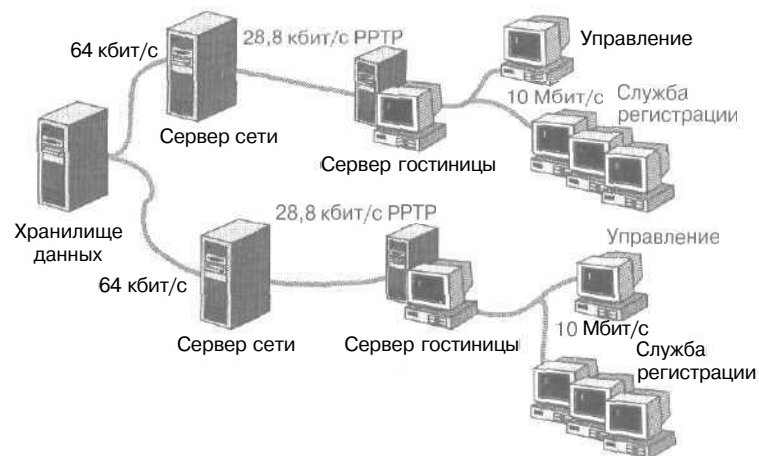 64 кбит/с
28,8 кбит/с PPTP
Управление
10 Мбит/с
Служба
регистрации
Сервер сети
Сервер гостиницы
Хранилище
данных
28,8 кбит/с PPTP
Управление
64 кбит/с
10 Мбит/с
Сервер сети
Сервер гостиницы
Служба
регистрации